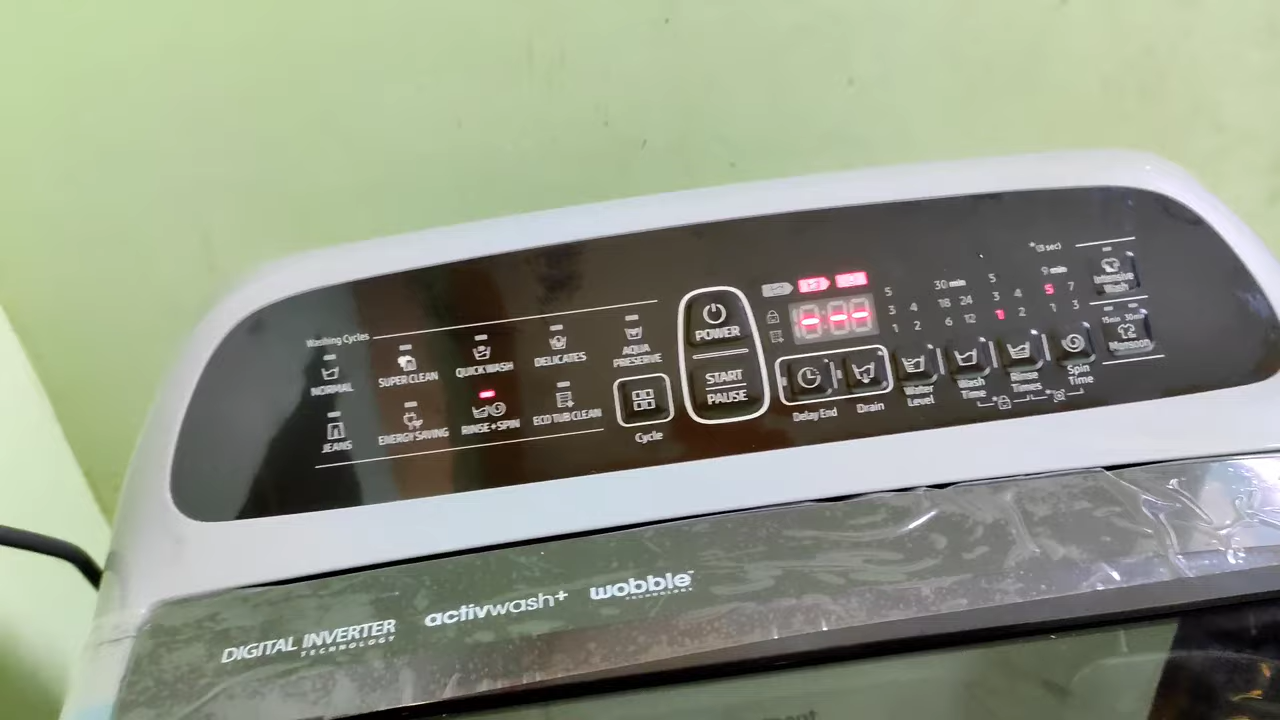 Washing Cycles
NORMAL
SUPER CLEAN
QUICK WASH
DELICATES
AQUA
PRESERVE
JEANS
ENERGY SAVING
RINSE+SPIN
ECO TUB CLEAN
Cycle
POWER
START
PAUSE
Delay End
Drain
Water
Level
Wash
Time
Rinse
Times
Spin
Time
5
3 4
1 2
30 min
18 24
6 12
5
3 4
1 2
*(3 sec)
9 min
5 7
1 3
Intensive
Wash
15min 30min
Monsoon
DIGITAL INVERTER
TECHNOLOGY
activwash+
wobble
TECHNOLOGY